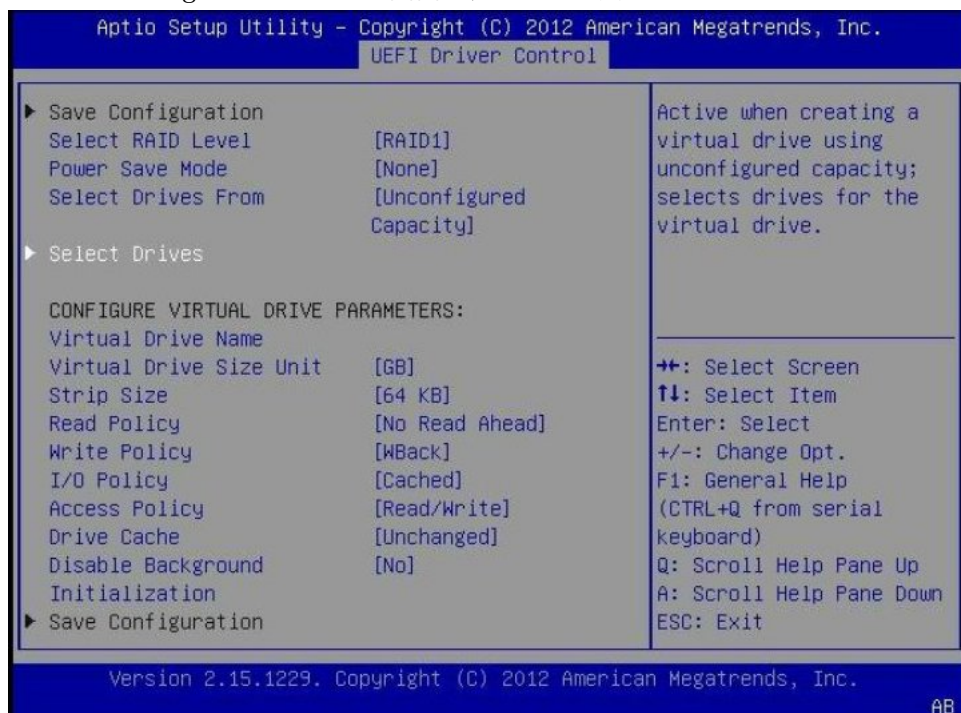 Aptio Setup Utility – Copyright (C) 2012 American Megatrends, Inc.
UEFI Driver Control
Save Configuration
Select RAID Level [RAID1]
Power Save Mode [None]
Select Drives From [Unconfigured
Capacity]
Select Drives
CONFIGURE VIRTUAL DRIVE PARAMETERS:
Virtual Drive Name
Virtual Drive Size Unit [GB]
Strip Size [64 KB]
Read Policy [No Read Ahead]
Write Policy [WBack]
I/O Policy [Cached]
Access Policy [Read/Write]
Drive Cache [Unchanged]
Disable Background [No]
Initialization
Save Configuration
Active when creating a
virtual drive using
unconfigured capacity;
selects drives for the
virtual drive.
→←: Select Screen
↑↓: Select Item
Enter: Select
+/-: Change Opt.
F1: General Help
(CTRL+Q from serial
keyboard)
Q: Scroll Help Pane Up
A: Scroll Help Pane Down
ESC: Exit
Version 2.15.1229. Copyright (C) 2012 American Megatrends, Inc.
AB